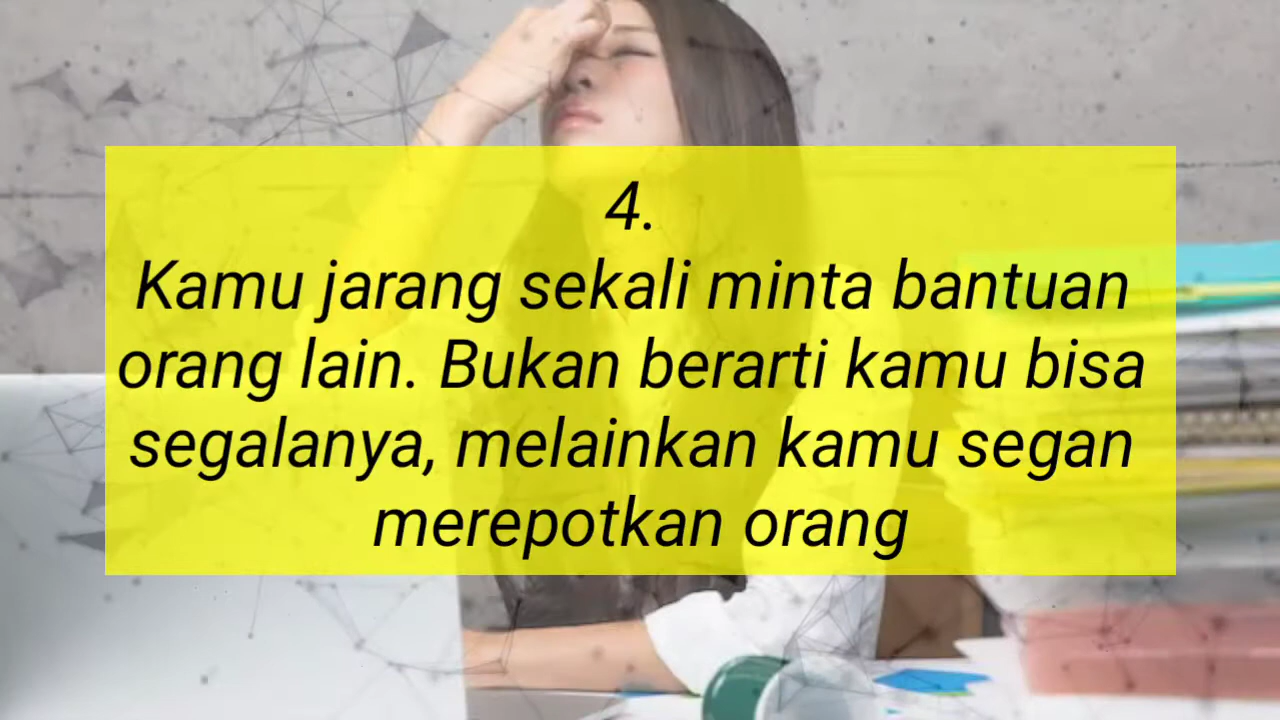 4.
Kamu jarang sekali minta bantuan
orang lain. Bukan berarti kamu bisa
segalanya, melainkan kamu segan
merepotkan orang